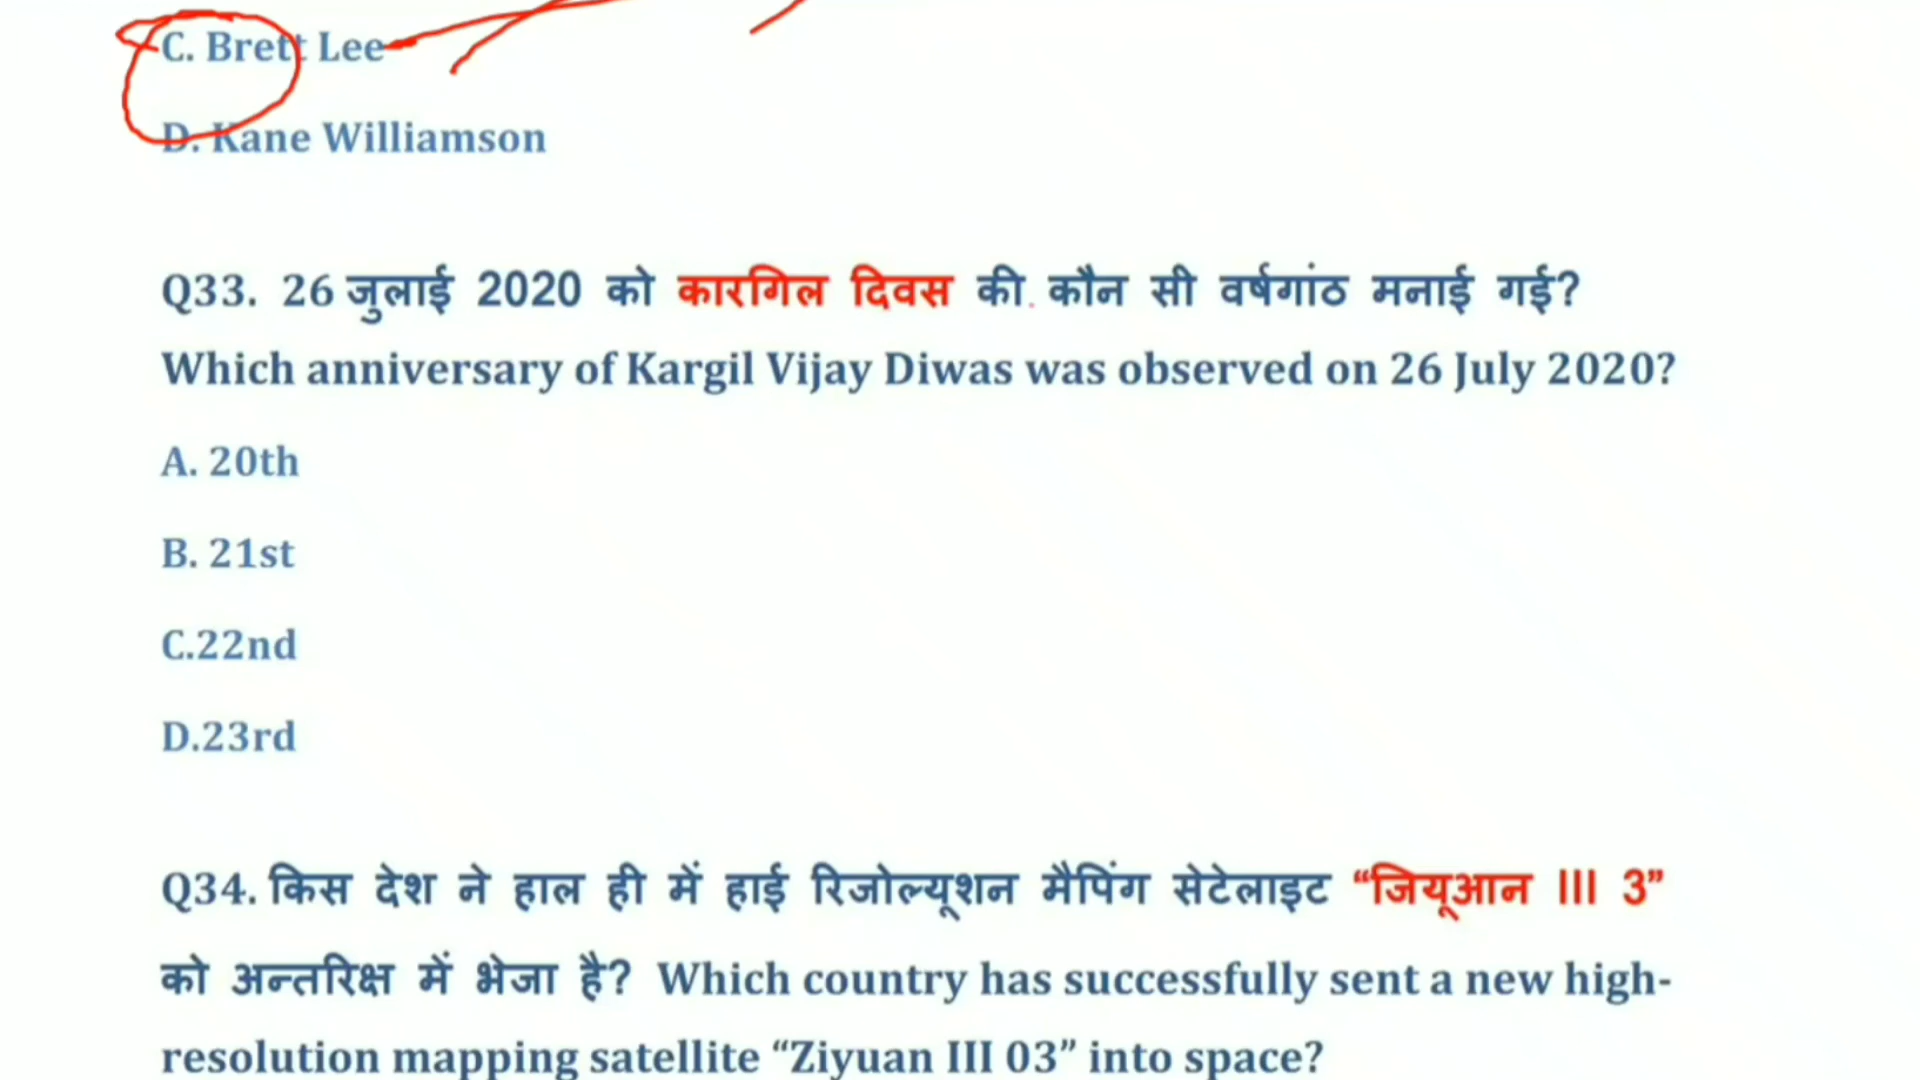 C. Brett Lee
D. Kane Williamson
Q33. 26 जुलाई 2020 को कारगिल दिवस की कौन सी वर्षगांठ मनाई गई?
Which anniversary of Kargil Vijay Diwas was observed on 26 July 2020?
A. 20th
B. 21st
C.22nd
D.23rd
Q34. किस देश ने हाल ही में हाई रिजोल्यूशन मैपिंग सेटेलाइट “जियूआन III 3”
को अन्तरिक्ष में भेजा है? Which country has successfully sent a new high-
resolution mapping satellite “Ziyuan III 03” into space?